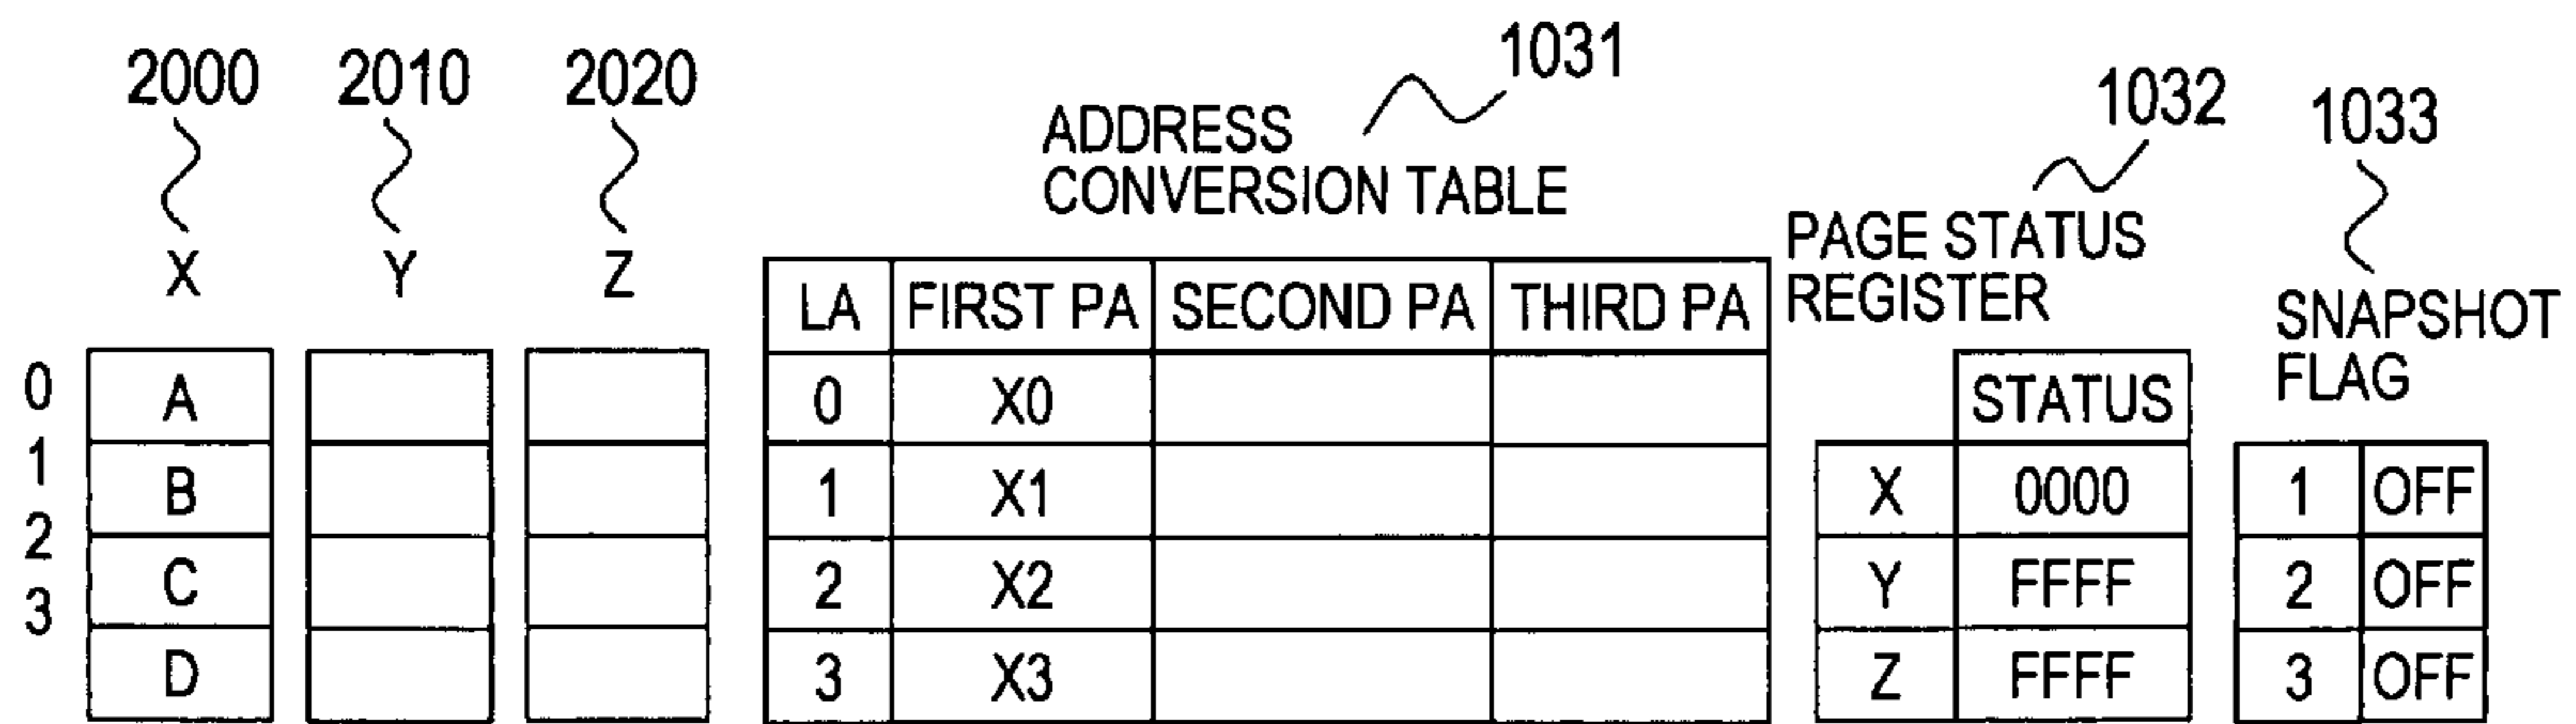 2000 2010 2020
X Y Z
0 A
1 B
2 C
3 D
1031
ADDRESS
CONVERSION TABLE
LA FIRST PA SECOND PA THIRD PA
0 X0
1 X1
2 X2
3 X3
1032
PAGE STATUS
REGISTER
STATUS
X 0000
Y FFFF
Z FFFF
1033
SNAPSHOT
FLAG
1 OFF
2 OFF
3 OFF